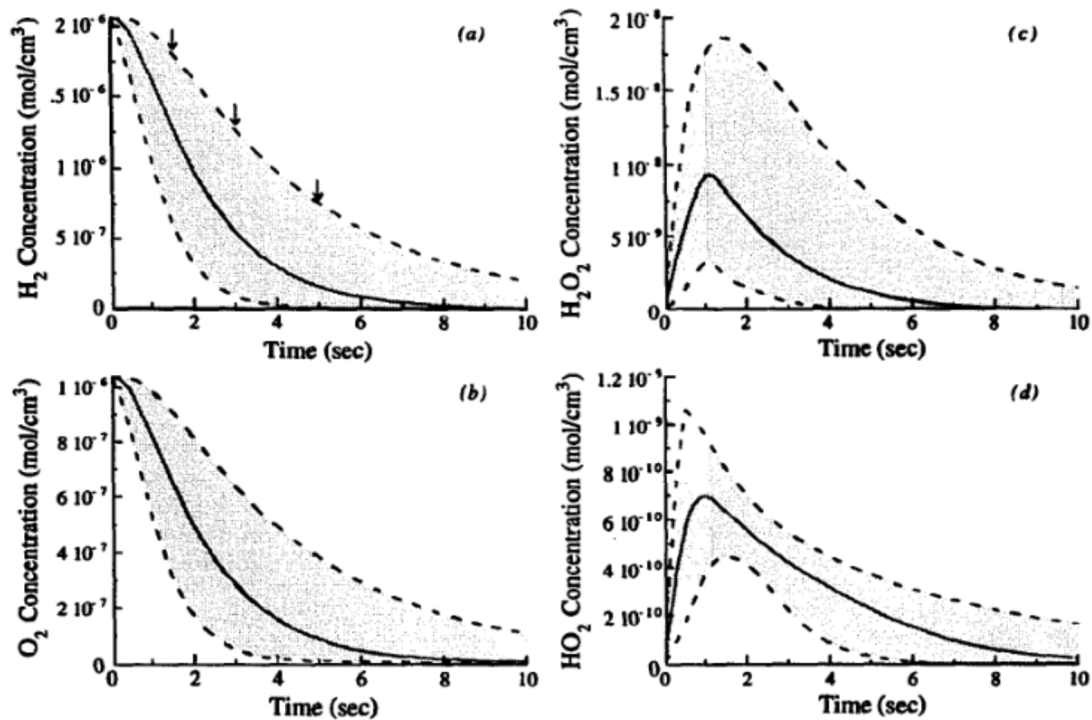 (a)
H₂ Concentration (mol/cm³)
2 10⁻⁶
.5 10⁻⁶
1 10⁻⁶
5 10⁻⁷
0
0 2 4 6 8 10
Time (sec)
(c)
H₂O₂ Concentration (mol/cm³)
2 10⁻⁸
1.5 10⁻⁸
1 10⁻⁸
5 10⁻⁹
0
0 2 4 6 8 10
Time (sec)
(b)
O₂ Concentration (mol/cm³)
1 10⁻⁶
8 10⁻⁷
6 10⁻⁷
4 10⁻⁷
2 10⁻⁷
0
0 2 4 6 8 10
Time (sec)
(d)
HO₂ Concentration (mol/cm³)
1.2 10⁻⁹
1 10⁻⁹
8 10⁻¹⁰
6 10⁻¹⁰
4 10⁻¹⁰
2 10⁻¹⁰
0
0 2 4 6 8 10
Time (sec)